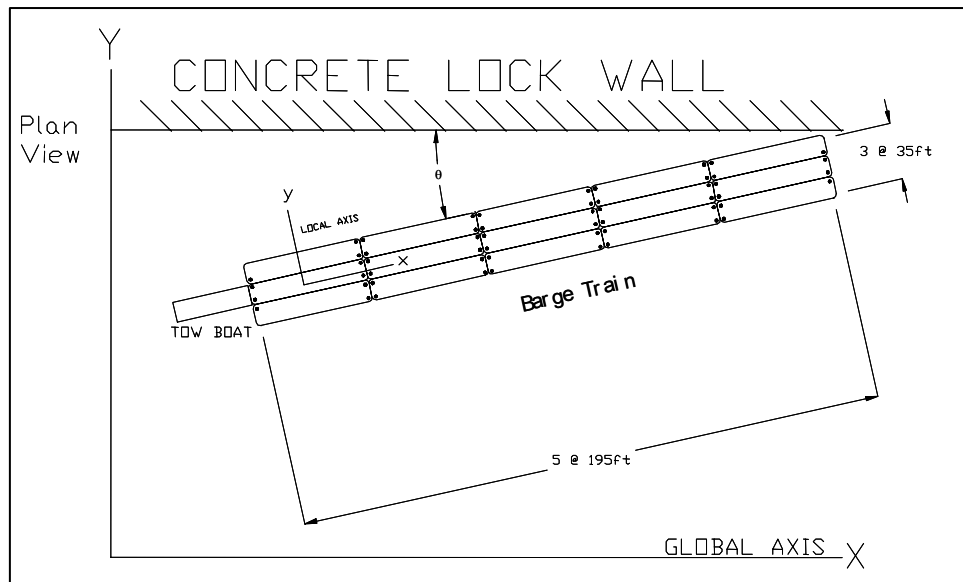 Y
CONCRETE LOCK WALL
Plan
View
3 @ 35ft
θ
y
LOCAL AXIS
x
Barge Train
TOW BOAT
5 @ 195ft
GLOBAL AXIS X